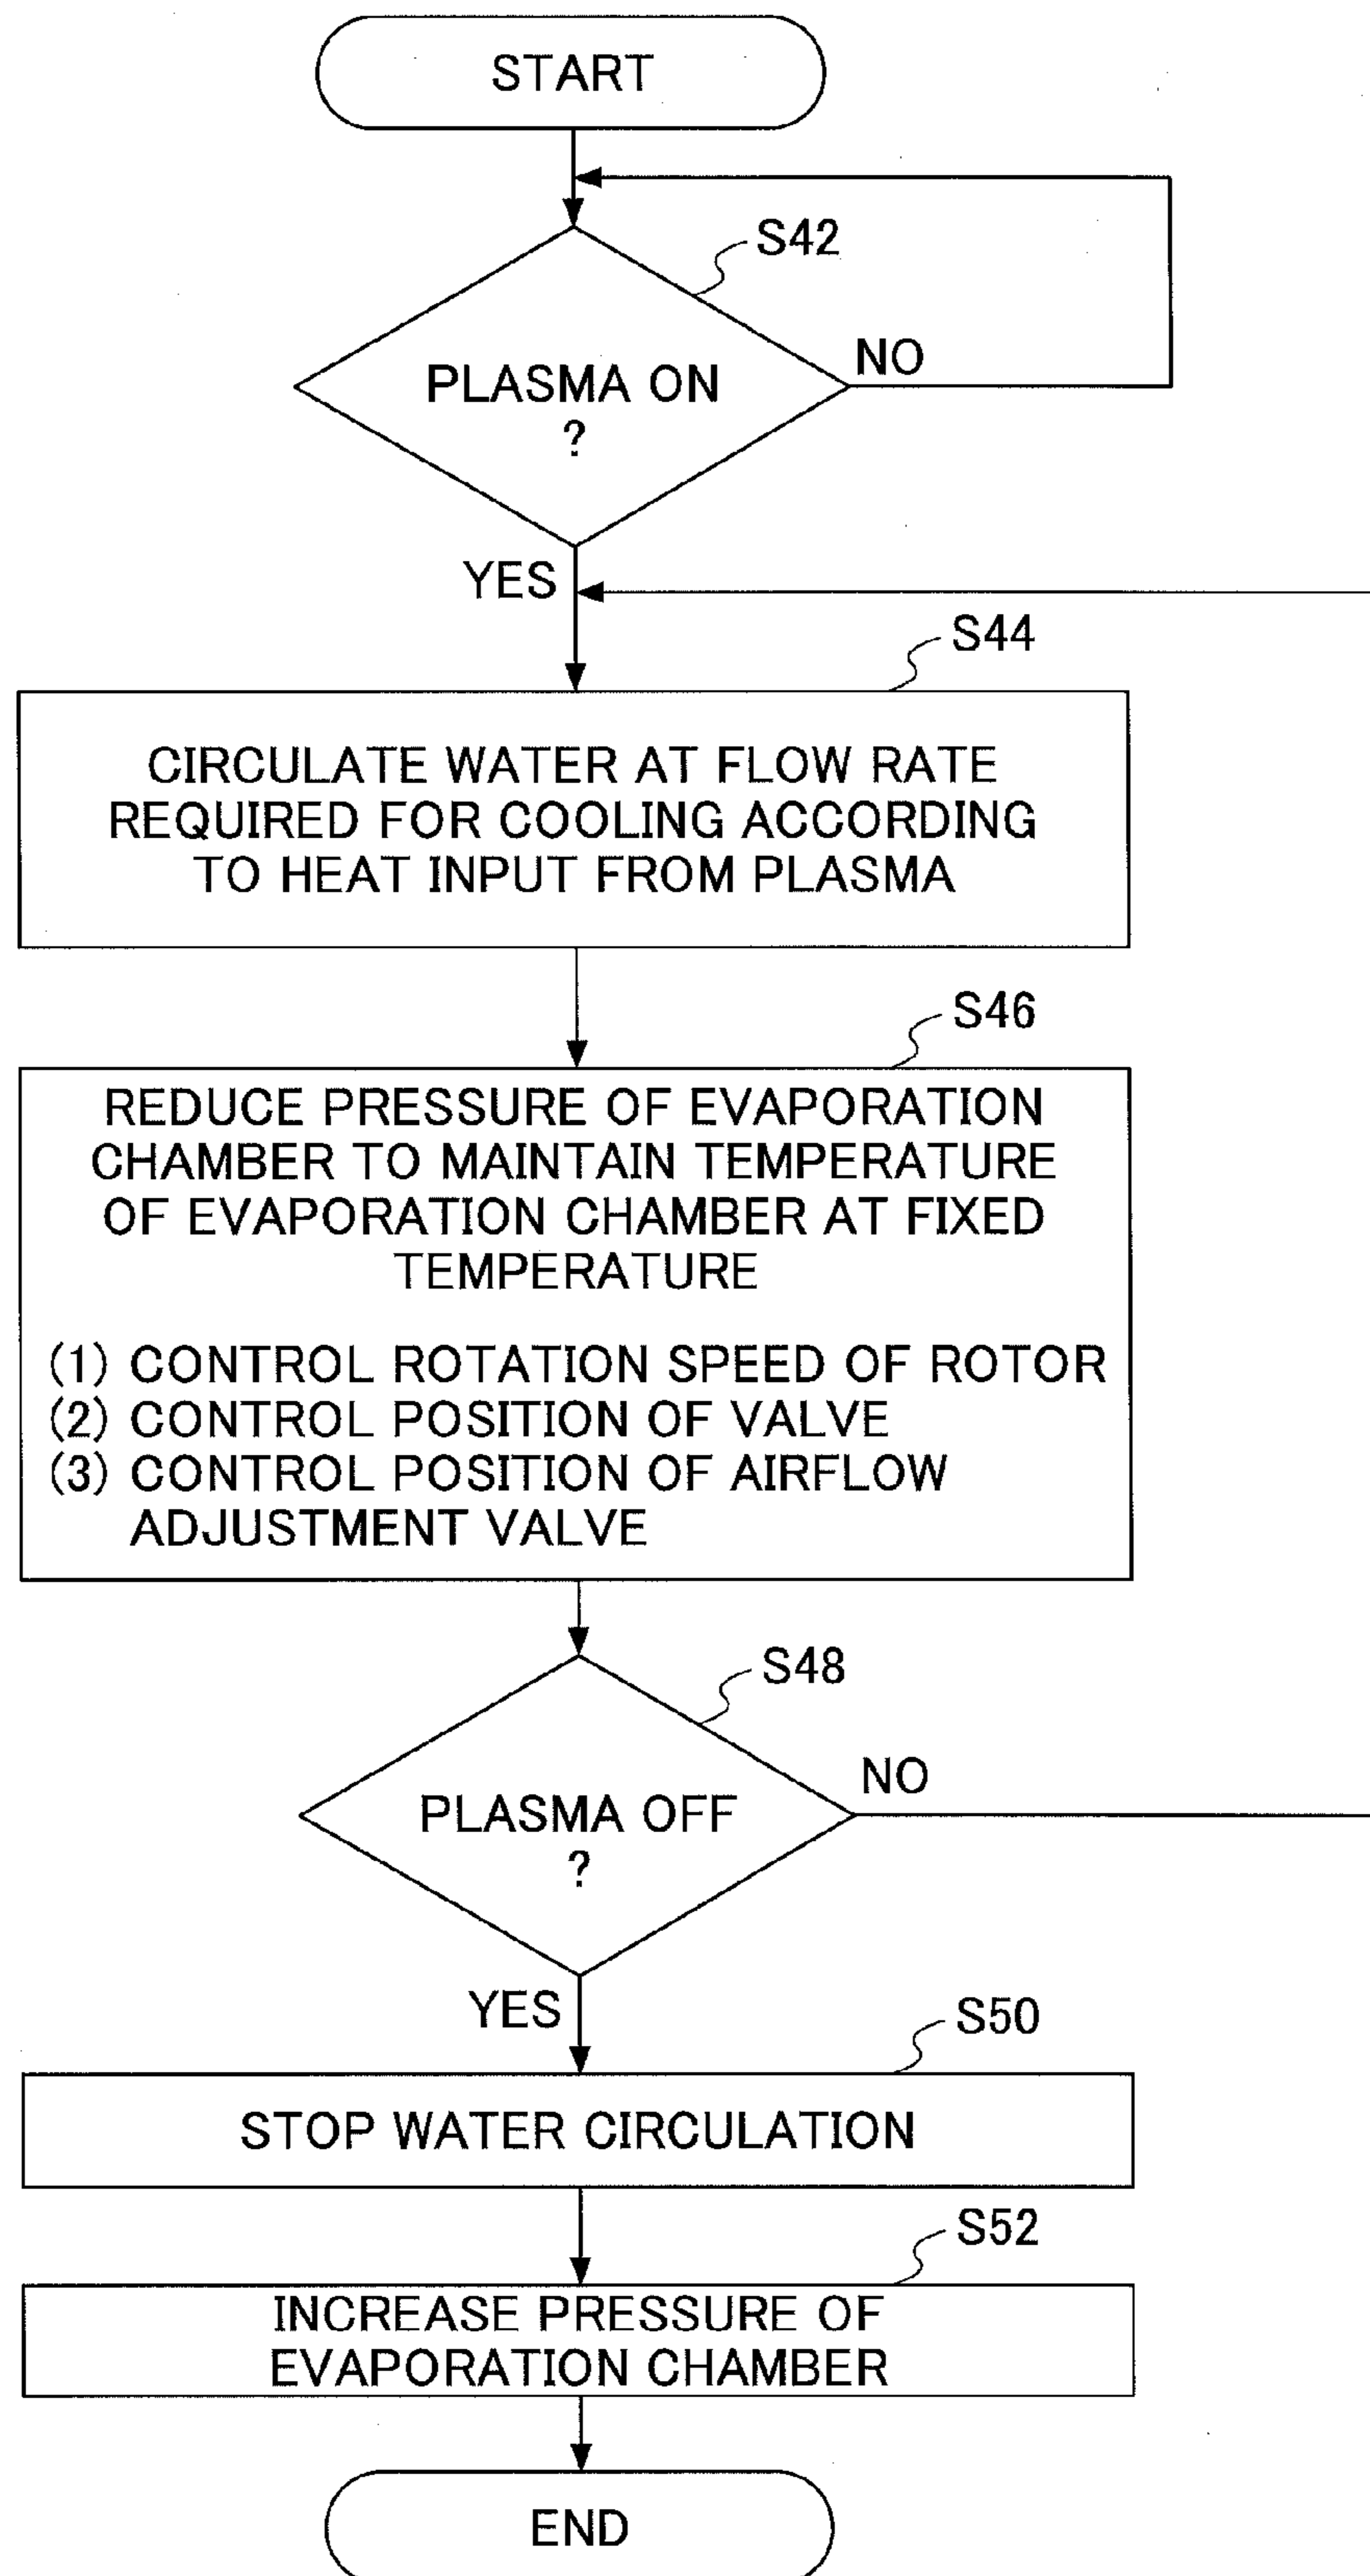 START
S42
PLASMA ON
?
NO
YES
S44
CIRCULATE WATER AT FLOW RATE
REQUIRED FOR COOLING ACCORDING
TO HEAT INPUT FROM PLASMA
S46
REDUCE PRESSURE OF EVAPORATION
CHAMBER TO MAINTAIN TEMPERATURE
OF EVAPORATION CHAMBER AT FIXED
TEMPERATURE
(1) CONTROL ROTATION SPEED OF ROTOR
(2) CONTROL POSITION OF VALVE
(3) CONTROL POSITION OF AIRFLOW
ADJUSTMENT VALVE
S48
PLASMA OFF
?
NO
YES
S50
STOP WATER CIRCULATION
S52
INCREASE PRESSURE OF
EVAPORATION CHAMBER
END